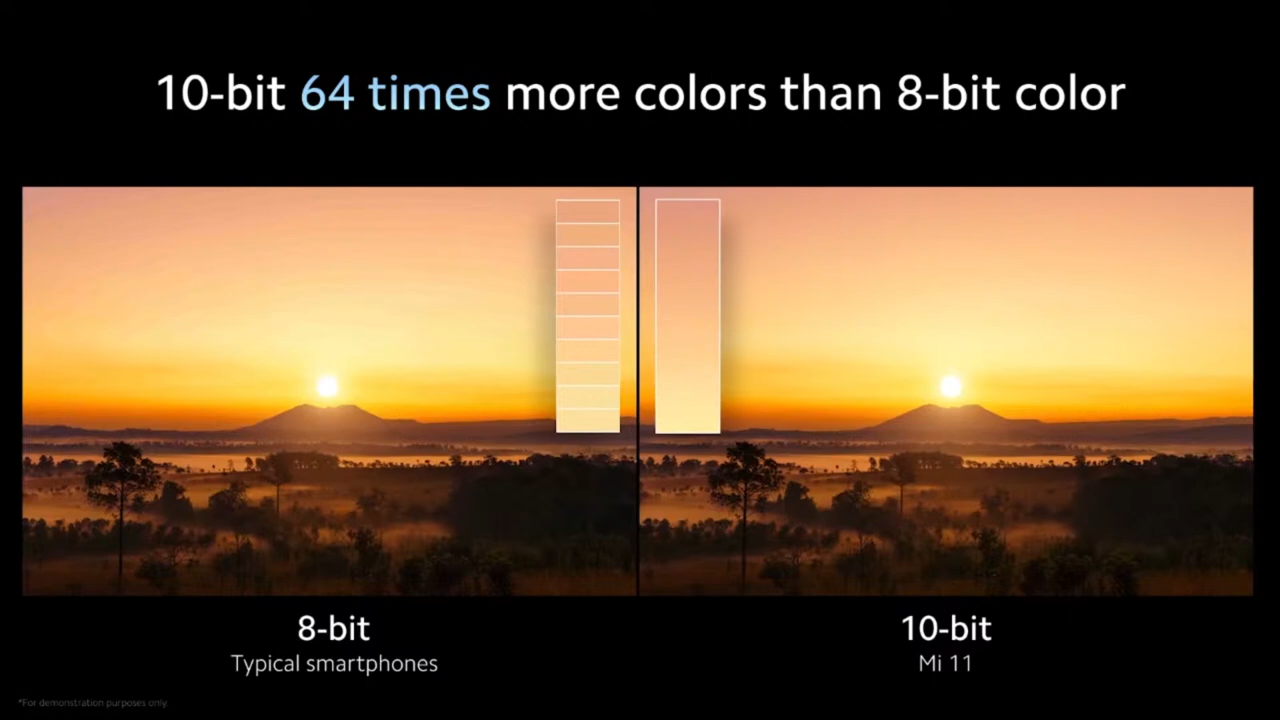 10-bit 64 times more colors than 8-bit color
8-bit
Typical smartphones
10-bit
Mi 11
*For demonstration purposes only.